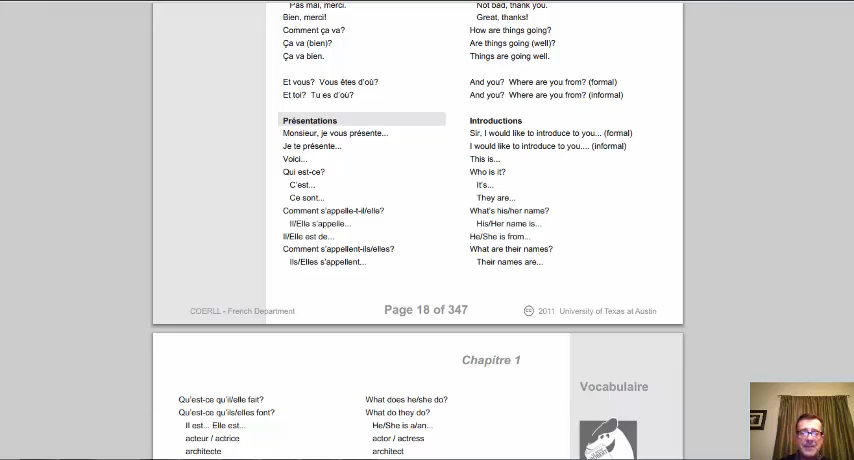 Pas mal, merci. Not bad, thank you.
Bien, merci! Great, thanks!
Comment ça va? How are things going?
Ça va (bien)? Are things going (well)?
Ça va bien. Things are going well.
Et vous? Vous êtes d'où? And you? Where are you from? (formal)
Et toi? Tu es d'où? And you? Where are you from? (informal)
Présentations Introductions
Monsieur, je vous présente... Sir, I would like to introduce to you... (formal)
Je te présente... I would like to introduce to you.... (informal)
Voici... This is...
Qui est-ce? Who is it?
C'est... It's...
Ce sont... They are...
Comment s'appelle-t-il/elle? What's his/her name?
Il/Elle s'appelle... His/Her name is...
Il/Elle est de... He/She is from...
Comment s'appellent-ils/elles? What are their names?
Ils/Elles s'appellent... Their names are...
COERLL - French Department Page 18 of 347 cc 2011 University of Texas at Austin
Chapitre 1
Vocabulaire
Qu'est-ce qu'il/elle fait? What does he/she do?
Qu'est-ce qu'ils/elles font? What do they do?
Il est... Elle est... He/She is a/an...
acteur / actrice actor / actress
architecte architect